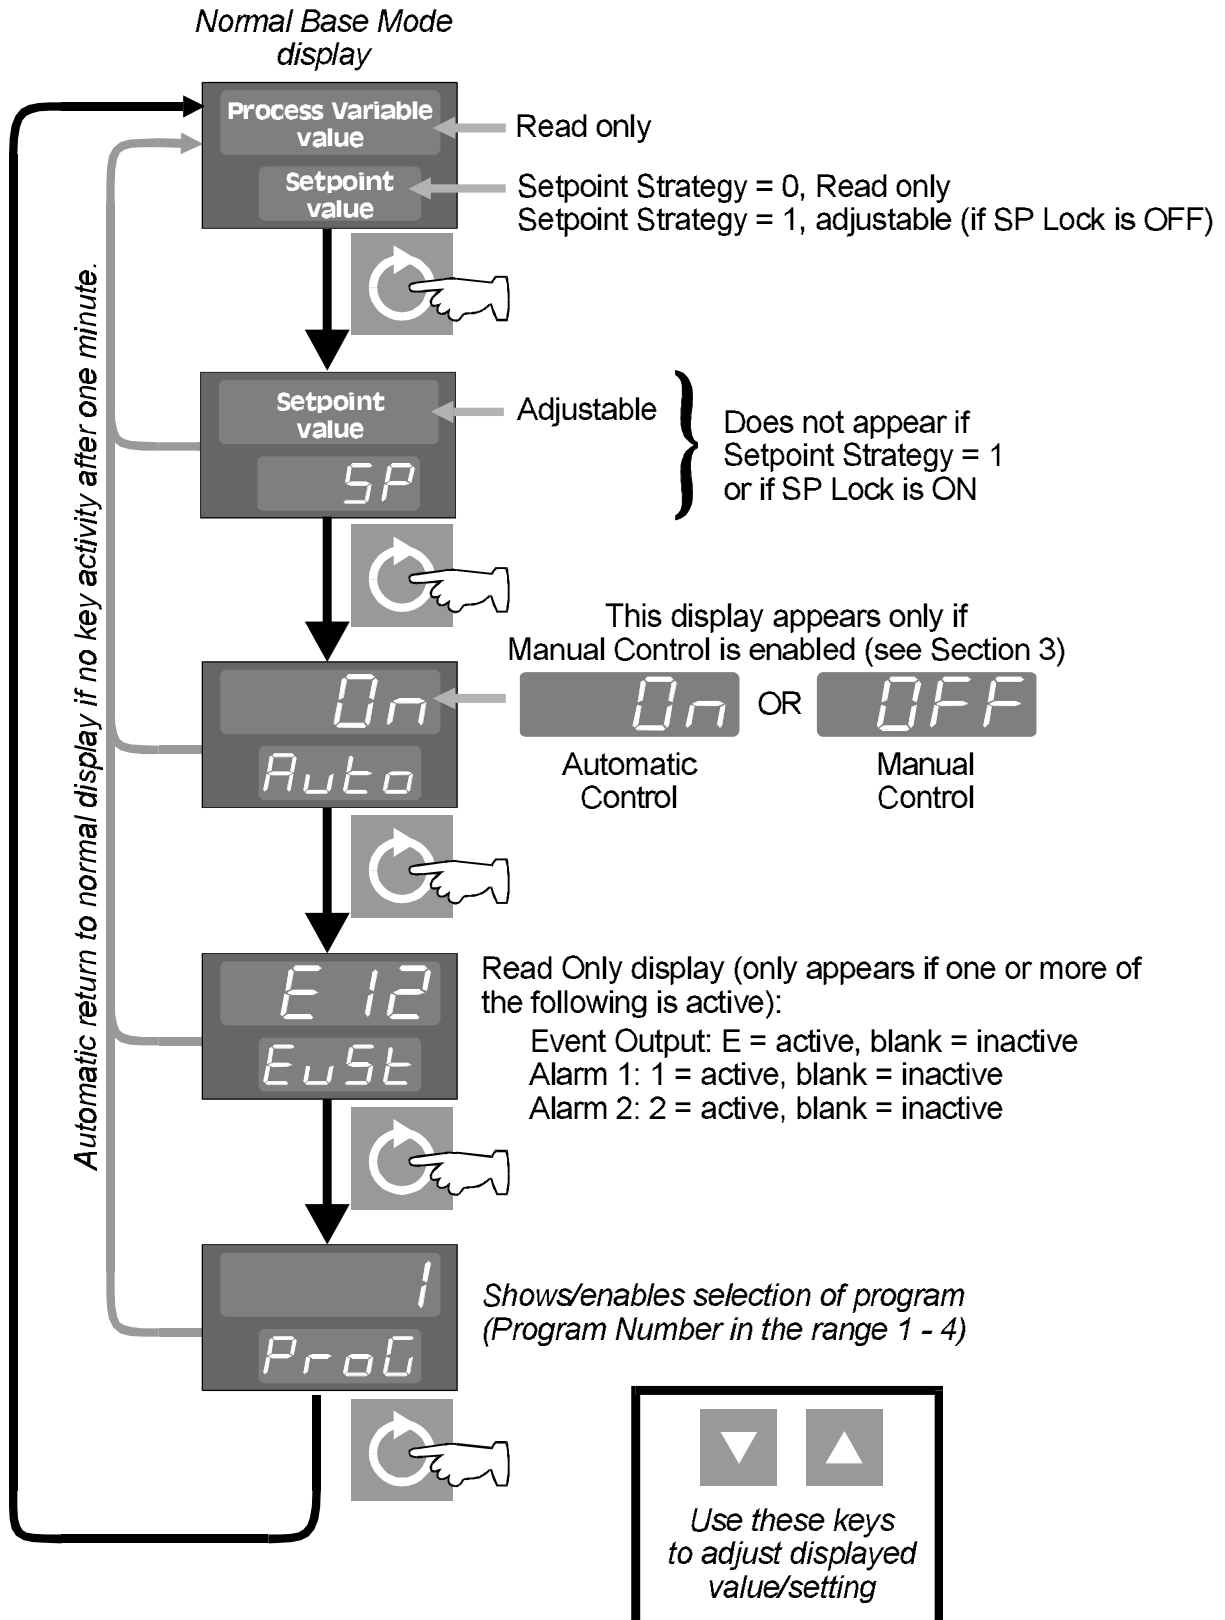 Normal Base Mode
display
Process Variable
value
Read only
Setpoint
value
Setpoint Strategy = 0, Read only
Setpoint Strategy = 1, adjustable (if SP Lock is OFF)
Automatic return to normal display if no key activity after one minute.
Setpoint
value
SP
Adjustable
Does not appear if
Setpoint Strategy = 1
or if SP Lock is ON
This display appears only if
Manual Control is enabled (see Section 3)
On
Auto
On
OR
OFF
Automatic
Control
Manual
Control
E 12
EvSt
Read Only display (only appears if one or more of
the following is active):
Event Output: E = active, blank = inactive
Alarm 1: 1 = active, blank = inactive
Alarm 2: 2 = active, blank = inactive
1
ProG
Shows/enables selection of program
(Program Number in the range 1 - 4)
Use these keys
to adjust displayed
value/setting